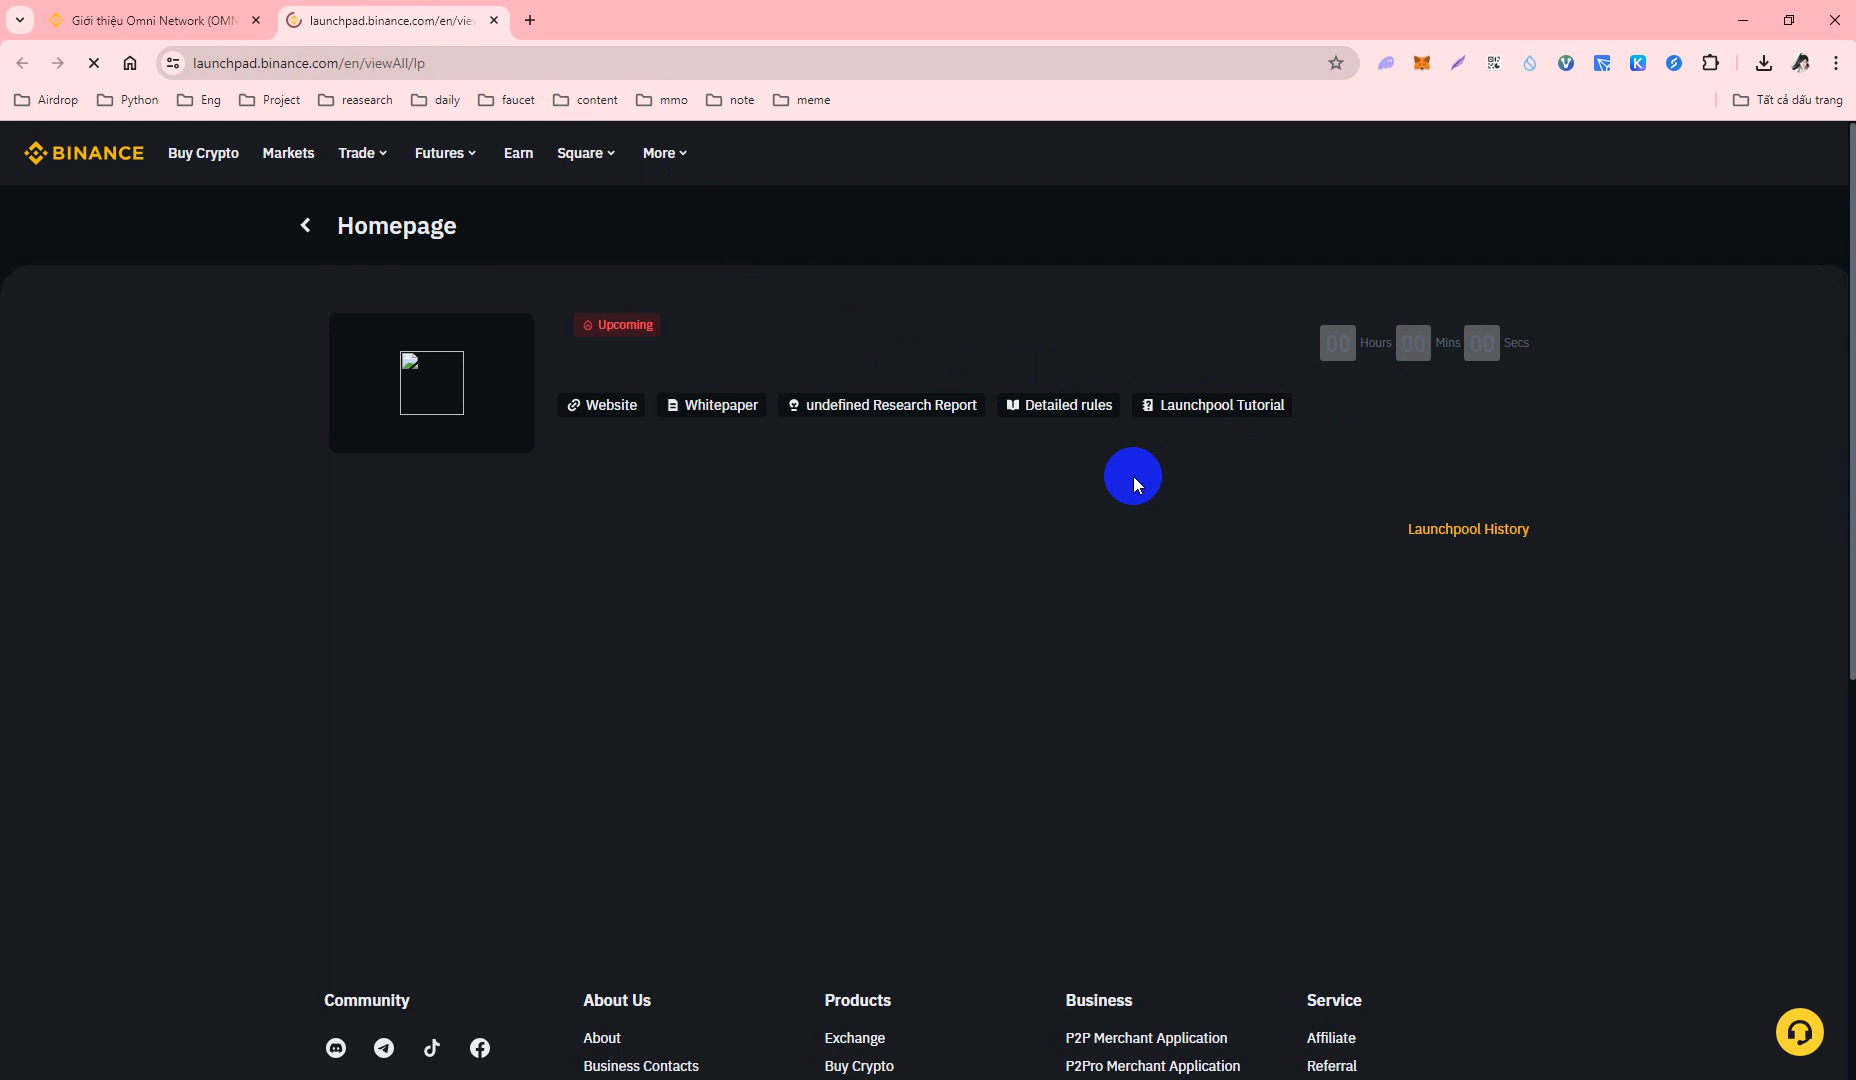 Giới thiệu Omni Network (OMN
launchpad.binance.com/en/vie
launchpad.binance.com/en/viewAll/lp
Airdrop Python Eng Project reasearch daily faucet content mmo note meme Tất cả dấu trang
BINANCE Buy Crypto Markets Trade Futures Earn Square More
Homepage
Upcoming
00 Hours 00 Mins 00 Secs
Website Whitepaper undefined Research Report Detailed rules Launchpool Tutorial
Launchpool History
Community About Us Products Business Service
About Exchange P2P Merchant Application Affiliate
Business Contacts Buy Crypto P2Pro Merchant Application Referral